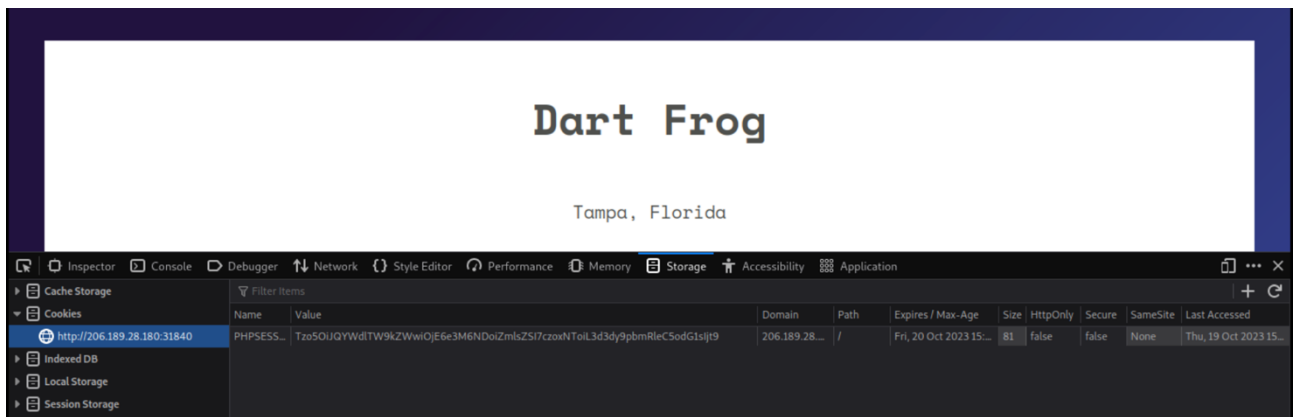 Dart Frog
Tampa, Florida
Inspector Console Debugger Network Style Editor Performance Memory Storage Accessibility Application
Cache Storage
Filter Items
Cookies
Name Value Domain Path Expires / Max-Age Size HttpOnly Secure SameSite Last Accessed
http://206.189.28.180:31840
PHPSESS... Tzo5OiJQYWdlTW9kZWwiOjE6e3M6NDoiZmlsZSI7czoxNToiL3d3dy9pbmRleC5odG1sIjt9 206.189.28.... / Fri, 20 Oct 2023 15:... 81 false false None Thu, 19 Oct 2023 15...
Indexed DB
Local Storage
Session Storage